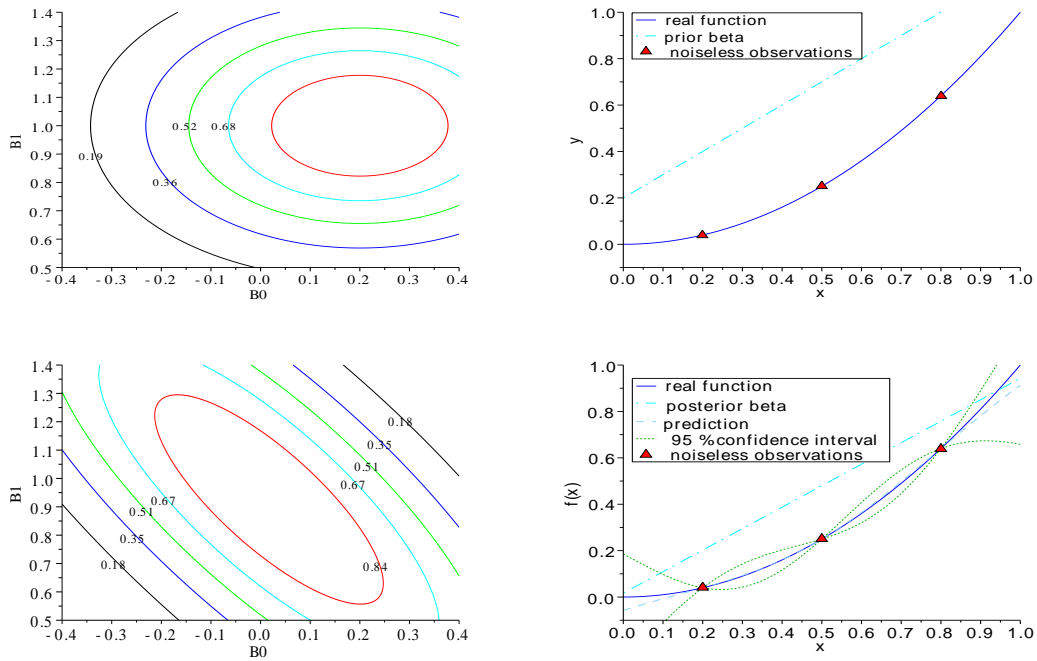 1.4
1.3
1.2
1.1
1.0
0.9
0.8
0.7
0.6
0.5
B1
-0.4 -0.3 -0.2 -0.1 0.0 0.1 0.2 0.3 0.4
B0
0.19
0.36
0.52
0.68
1.0
0.8
0.6
0.4
0.2
0.0
y
0.0 0.1 0.2 0.3 0.4 0.5 0.6 0.7 0.8 0.9 1.0
x
real function
prior beta
noiseless observations
1.4
1.3
1.2
1.1
1.0
0.9
0.8
0.7
0.6
0.5
B1
-0.4 -0.3 -0.2 -0.1 0.0 0.1 0.2 0.3 0.4
B0
0.18
0.35
0.51
0.67
0.67
0.51
0.35
0.18
0.84
1.0
0.8
0.6
0.4
0.2
0.0
f(x)
0.0 0.1 0.2 0.3 0.4 0.5 0.6 0.7 0.8 0.9 1.0
x
real function
posterior beta
prediction
95 %confidence interval
noiseless observations